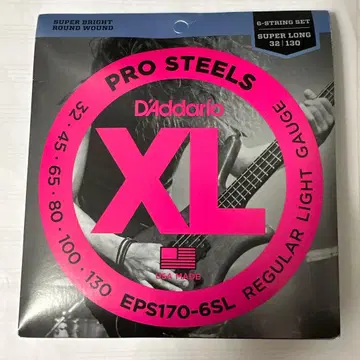 SUPER BRIGHT
ROUND WOUND
6-STRING SET
SUPER LONG
32 | 130
PRO STEELS
D'Addario
XL
USA MADE
32 • 45 • 65 • 80 • 100 • 130
EPS170-6SL
REGULAR LIGHT GAUGE